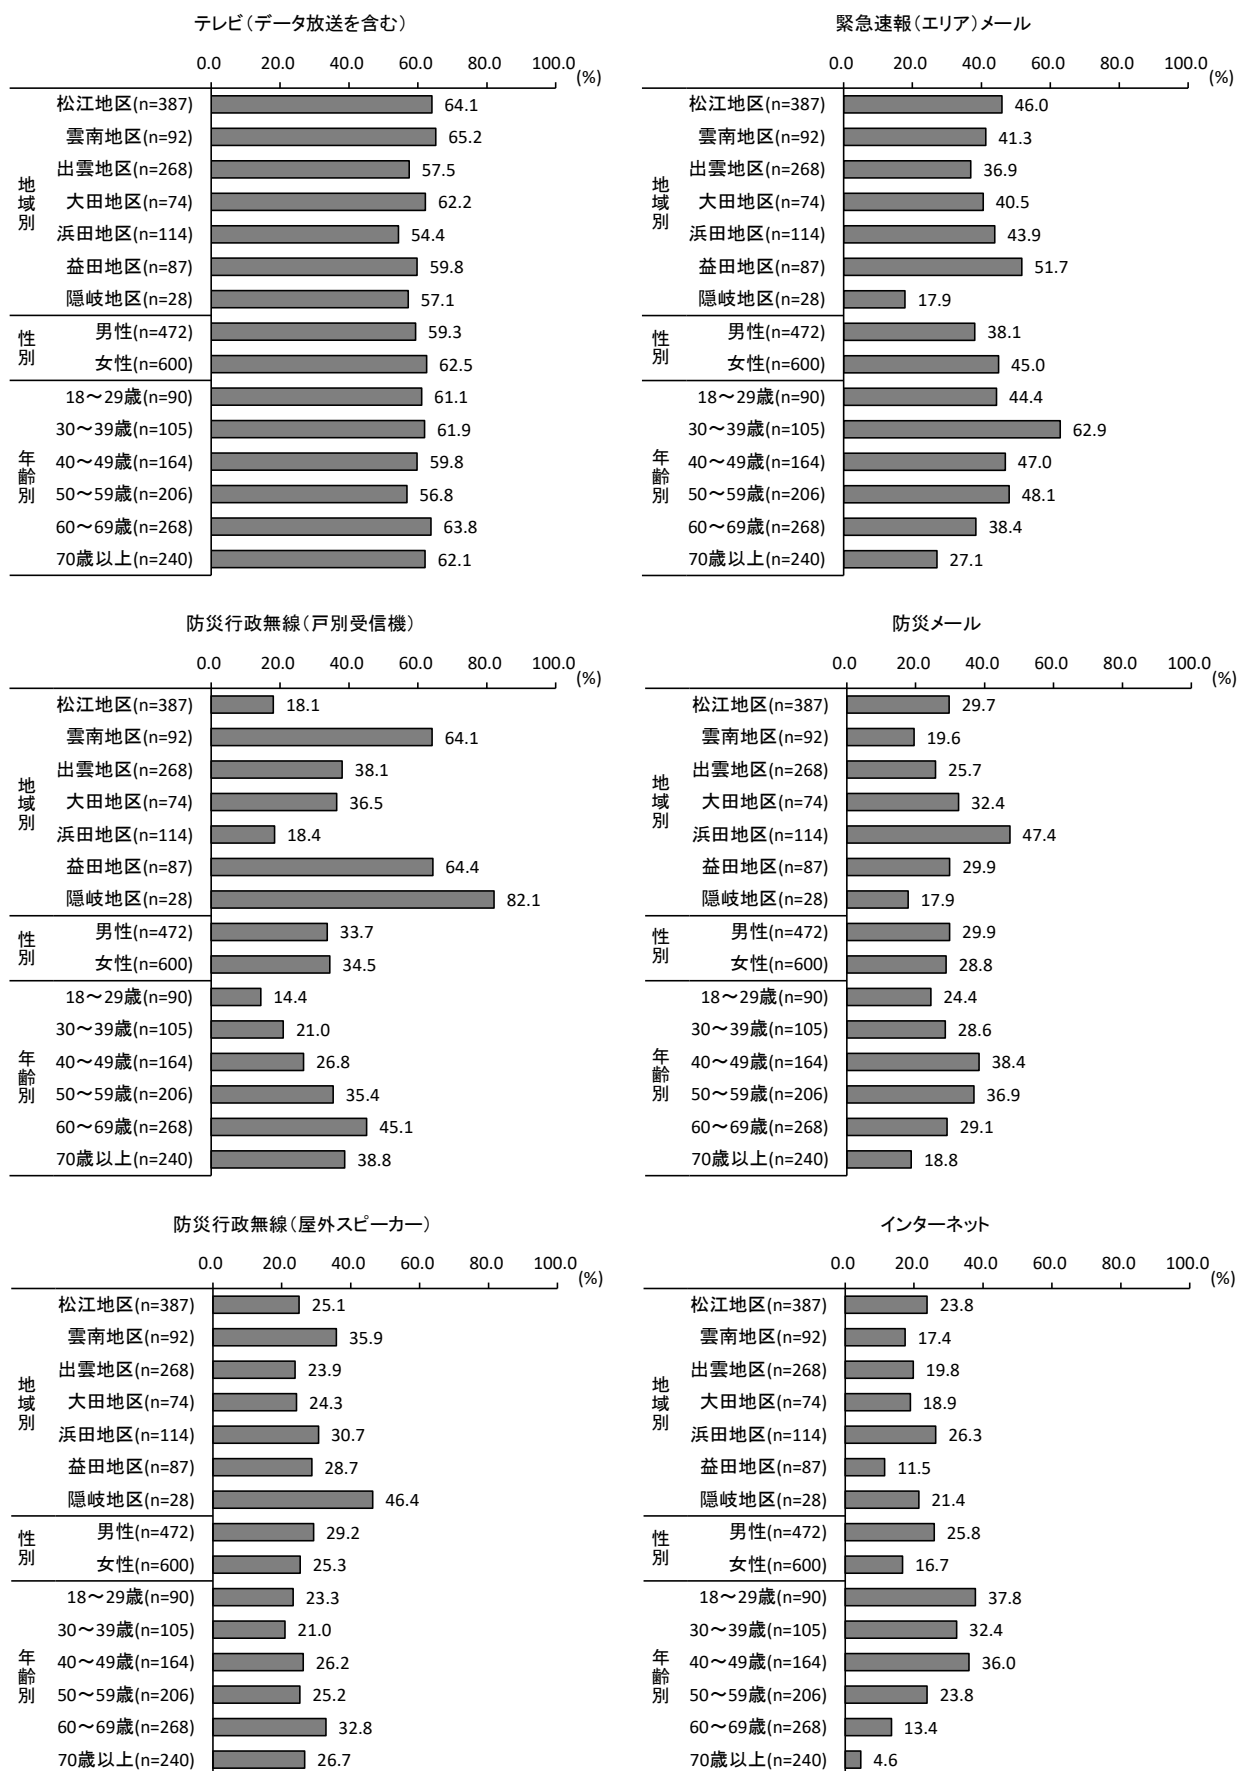 テレビ(データ放送を含む)
0.0 20.0 40.0 60.0 80.0 100.0
(%)
地域別
松江地区(n=387) 64.1
雲南地区(n=92) 65.2
出雲地区(n=268) 57.5
大田地区(n=74) 62.2
浜田地区(n=114) 54.4
益田地区(n=87) 59.8
隠岐地区(n=28) 57.1
性別
男性(n=472) 59.3
女性(n=600) 62.5
年齢別
18～29歳(n=90) 61.1
30～39歳(n=105) 61.9
40～49歳(n=164) 59.8
50～59歳(n=206) 56.8
60～69歳(n=268) 63.8
70歳以上(n=240) 62.1
緊急速報(エリア)メール
0.0 20.0 40.0 60.0 80.0 100.0
(%)
地域別
松江地区(n=387) 46.0
雲南地区(n=92) 41.3
出雲地区(n=268) 36.9
大田地区(n=74) 40.5
浜田地区(n=114) 43.9
益田地区(n=87) 51.7
隠岐地区(n=28) 17.9
性別
男性(n=472) 38.1
女性(n=600) 45.0
年齢別
18～29歳(n=90) 44.4
30～39歳(n=105) 62.9
40～49歳(n=164) 47.0
50～59歳(n=206) 48.1
60～69歳(n=268) 38.4
70歳以上(n=240) 27.1
防災行政無線(戸別受信機)
0.0 20.0 40.0 60.0 80.0 100.0
(%)
地域別
松江地区(n=387) 18.1
雲南地区(n=92) 64.1
出雲地区(n=268) 38.1
大田地区(n=74) 36.5
浜田地区(n=114) 18.4
益田地区(n=87) 64.4
隠岐地区(n=28) 82.1
性別
男性(n=472) 33.7
女性(n=600) 34.5
年齢別
18～29歳(n=90) 14.4
30～39歳(n=105) 21.0
40～49歳(n=164) 26.8
50～59歳(n=206) 35.4
60～69歳(n=268) 45.1
70歳以上(n=240) 38.8
防災メール
0.0 20.0 40.0 60.0 80.0 100.0
(%)
地域別
松江地区(n=387) 29.7
雲南地区(n=92) 19.6
出雲地区(n=268) 25.7
大田地区(n=74) 32.4
浜田地区(n=114) 47.4
益田地区(n=87) 29.9
隠岐地区(n=28) 17.9
性別
男性(n=472) 29.9
女性(n=600) 28.8
年齢別
18～29歳(n=90) 24.4
30～39歳(n=105) 28.6
40～49歳(n=164) 38.4
50～59歳(n=206) 36.9
60～69歳(n=268) 29.1
70歳以上(n=240) 18.8
防災行政無線(屋外スピーカー)
0.0 20.0 40.0 60.0 80.0 100.0
(%)
地域別
松江地区(n=387) 25.1
雲南地区(n=92) 35.9
出雲地区(n=268) 23.9
大田地区(n=74) 24.3
浜田地区(n=114) 30.7
益田地区(n=87) 28.7
隠岐地区(n=28) 46.4
性別
男性(n=472) 29.2
女性(n=600) 25.3
年齢別
18～29歳(n=90) 23.3
30～39歳(n=105) 21.0
40～49歳(n=164) 26.2
50～59歳(n=206) 25.2
60～69歳(n=268) 32.8
70歳以上(n=240) 26.7
インターネット
0.0 20.0 40.0 60.0 80.0 100.0
(%)
地域別
松江地区(n=387) 23.8
雲南地区(n=92) 17.4
出雲地区(n=268) 19.8
大田地区(n=74) 18.9
浜田地区(n=114) 26.3
益田地区(n=87) 11.5
隠岐地区(n=28) 21.4
性別
男性(n=472) 25.8
女性(n=600) 16.7
年齢別
18～29歳(n=90) 37.8
30～39歳(n=105) 32.4
40～49歳(n=164) 36.0
50～59歳(n=206) 23.8
60～69歳(n=268) 13.4
70歳以上(n=240) 4.6